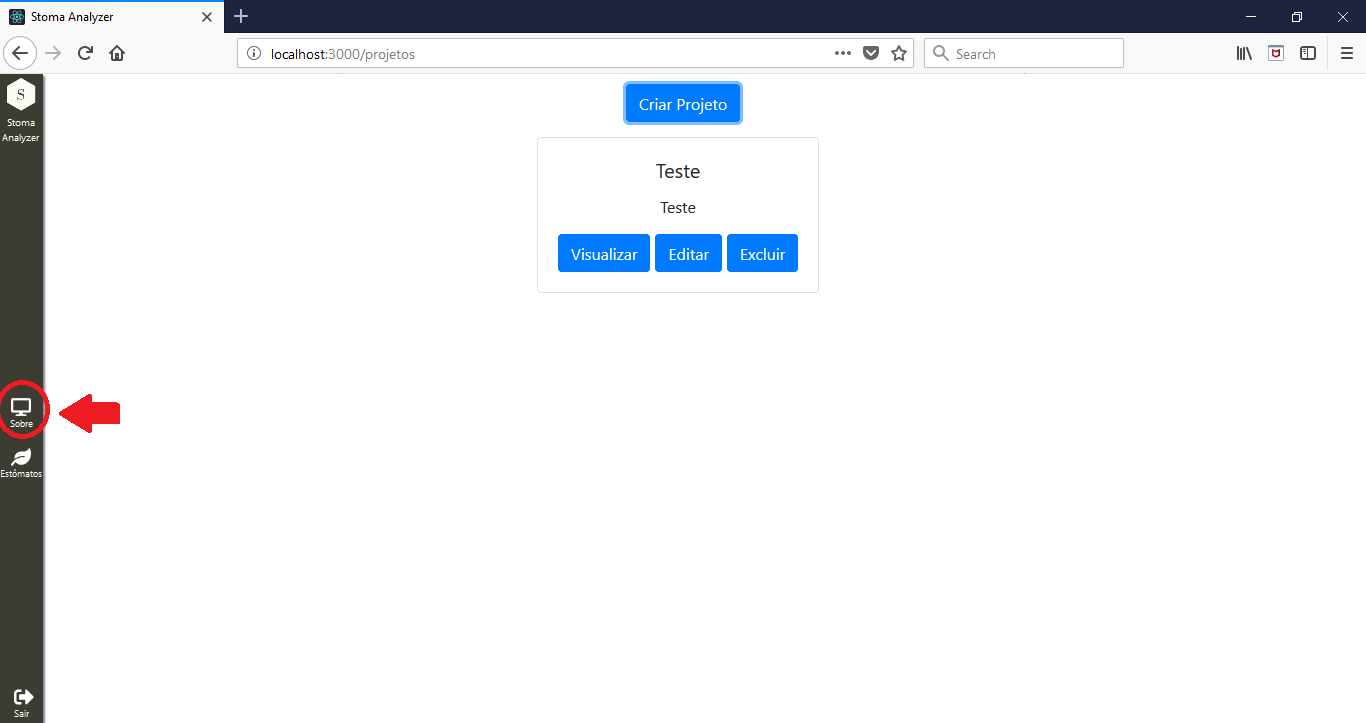 Stoma Analyzer
localhost:3000/projetos
Search
S
Stoma
Analyzer
Criar Projeto
Teste
Teste
Visualizar Editar Excluir
Sobre
Estômatos
Sair